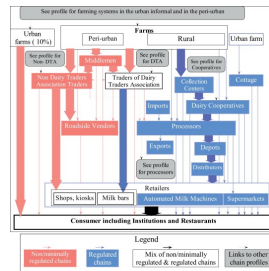 See profile for farming systems in the urban informal and in the peri-urban
Farms
Urban
farms ( 10%)
Peri-urban
Rural
Urban farm
See profile for
Non- DTA
Middlemen
See profile
for DTA
See profile for
Cooperatives
Non Dairy Traders
Association Traders
Traders of Dairy
Traders Association
Collection
Centers
Cottage
Imports
Dairy Cooperatives
Roadside Vendors
Processors
Exports
Depots
See profile
for processors
Distributors
Retailers
Shops, kiosks
Milk bars
Automated Milk Machines
Supermarkets
Consumer including Institutions and Restaurants
Legend
Non/minimally
regulated chains
Regulated
chains
Mix of non/minimally
regulated & regulated chains
Links to other
chain profiles